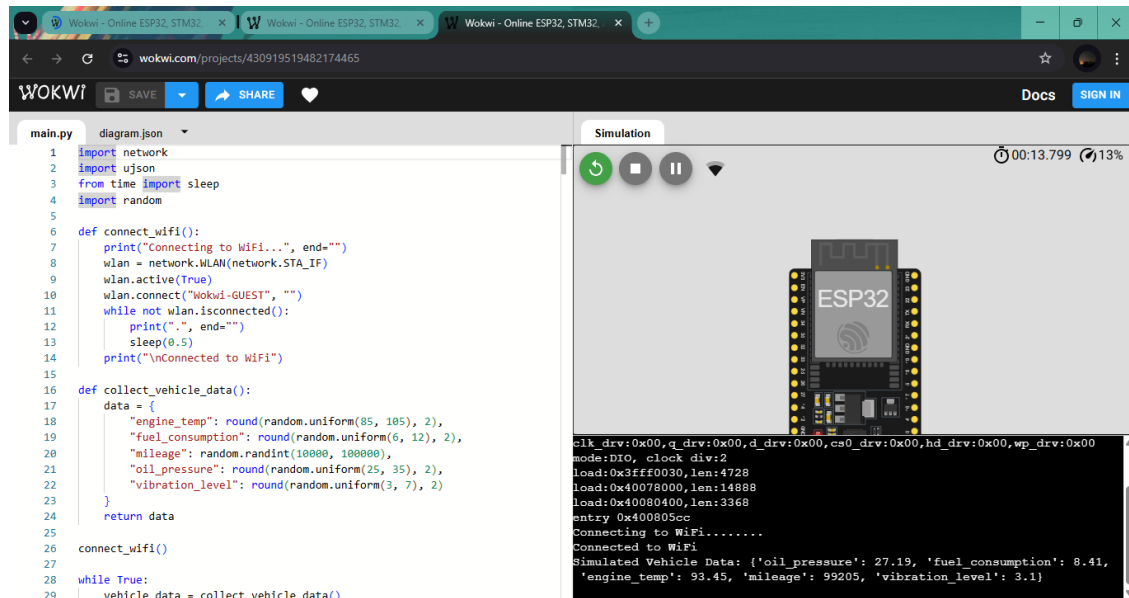 Wokwi - Online ESP32, STM32,
Wokwi - Online ESP32, STM32,
Wokwi - Online ESP32, STM32,
wokwi.com/projects/430919519482174465
WOKWI
SAVE
SHARE
Docs
SIGN IN
main.py
diagram.json
1 import network
2 import ujson
3 from time import sleep
4 import random
5
6 def connect_wifi():
7 print("Connecting to WiFi...", end="")
8 wlan = network.WLAN(network.STA_IF)
9 wlan.active(True)
10 wlan.connect("Wokwi-GUEST", "")
11 while not wlan.isconnected():
12 print(".", end="")
13 sleep(0.5)
14 print("\nConnected to WiFi")
15
16 def collect_vehicle_data():
17 data = {
18 "engine_temp": round(random.uniform(85, 105), 2),
19 "fuel_consumption": round(random.uniform(6, 12), 2),
20 "mileage": random.randint(10000, 100000),
21 "oil_pressure": round(random.uniform(25, 35), 2),
22 "vibration_level": round(random.uniform(3, 7), 2)
23 }
24 return data
25
26 connect_wifi()
27
28 while True:
29 vehicle_data = collect_vehicle_data()
Simulation
00:13.799
13%
ESP32
clk_drv:0x00,q_drv:0x00,d_drv:0x00,cs0_drv:0x00,hd_drv:0x00,wp_drv:0x00
mode:DIO, clock div:2
load:0x3fff0030,len:4728
load:0x40078000,len:14888
load:0x40080400,len:3368
entry 0x400805cc
Connecting to WiFi........
Connected to WiFi
Simulated Vehicle Data: {'oil_pressure': 27.19, 'fuel_consumption': 8.41,
'engine_temp': 93.45, 'mileage': 99205, 'vibration_level': 3.1}